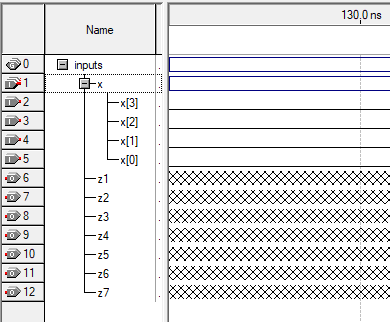 Name
130.0 ns
0 inputs
1 x
2 x[3]
3 x[2]
4 x[1]
5 x[0]
6 z1
7 z2
8 z3
9 z4
10 z5
11 z6
12 z7